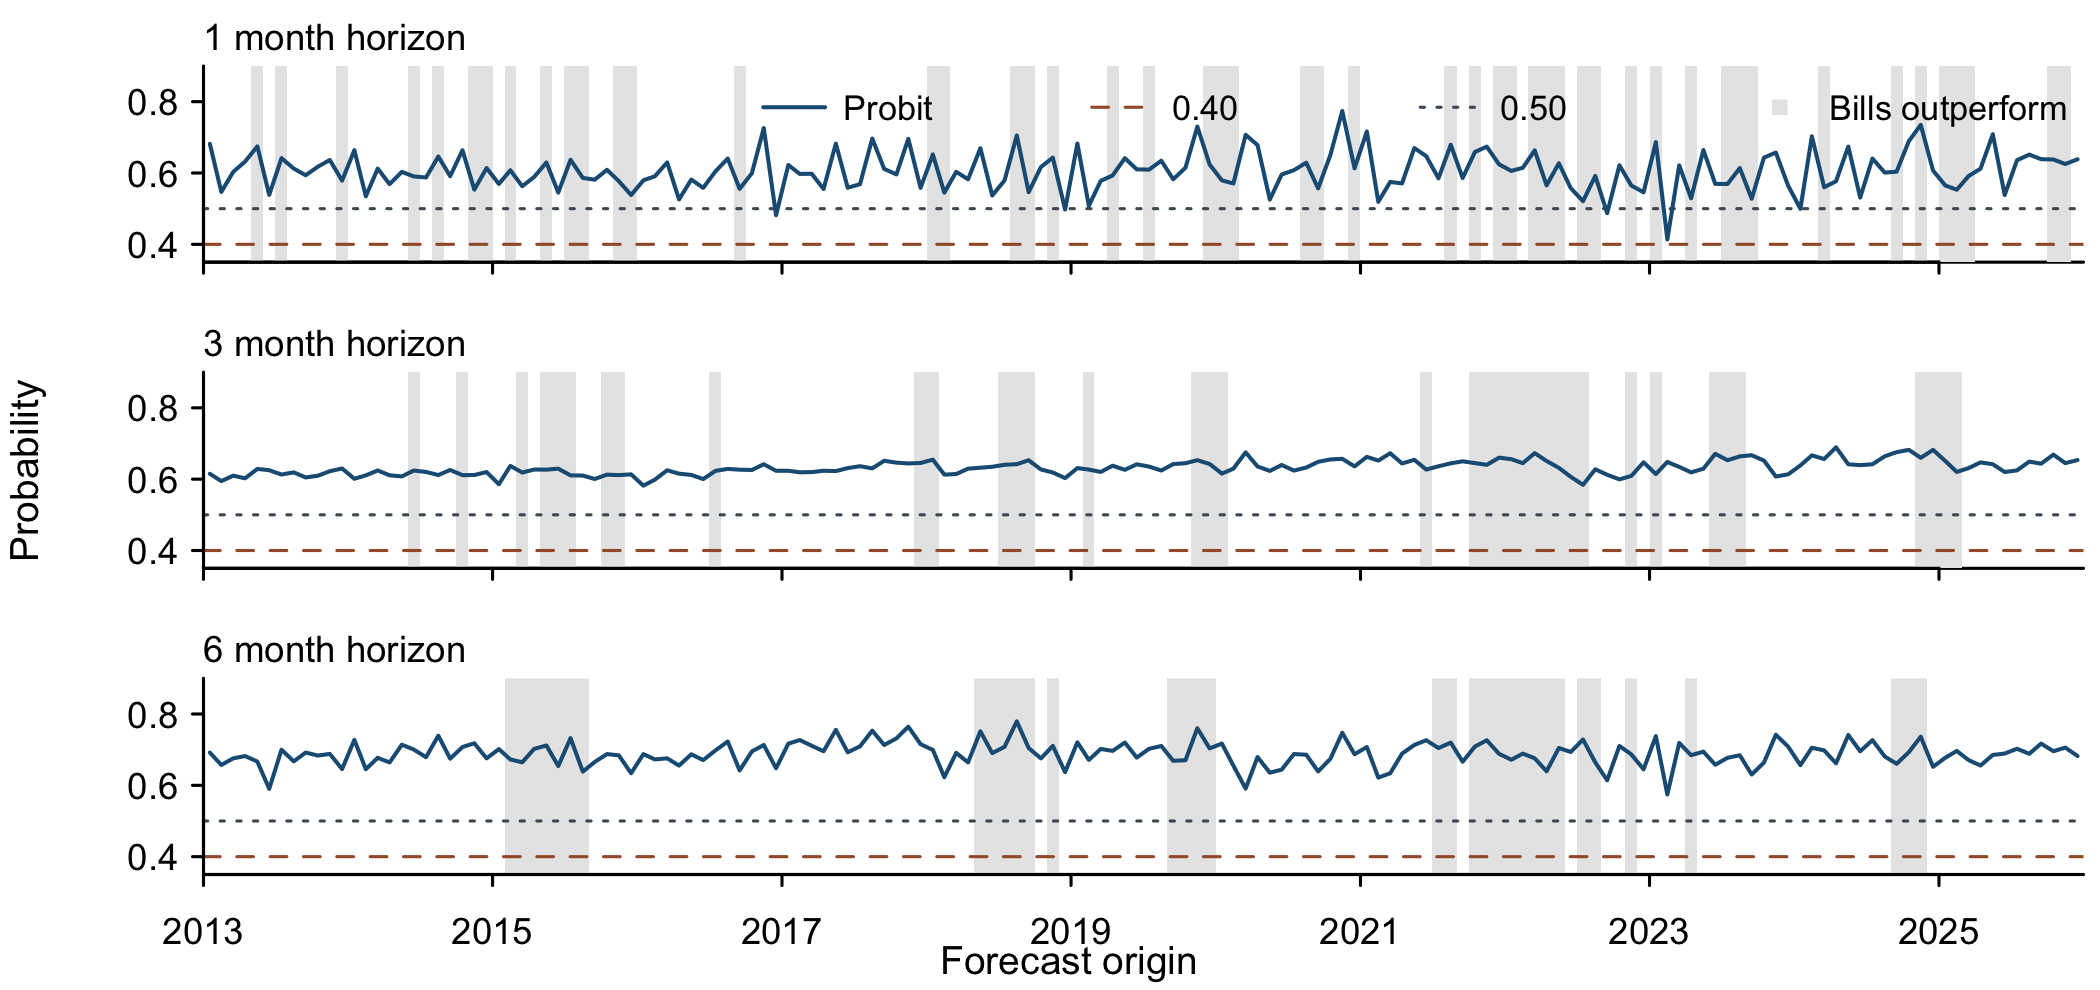 1 month horizon
0.8
0.6
0.4
Probit
0.40
0.50
Bills outperform
3 month horizon
0.8
0.6
0.4
Probability
6 month horizon
0.8
0.6
0.4
2013 2015 2017 2019 2021 2023 2025
Forecast origin